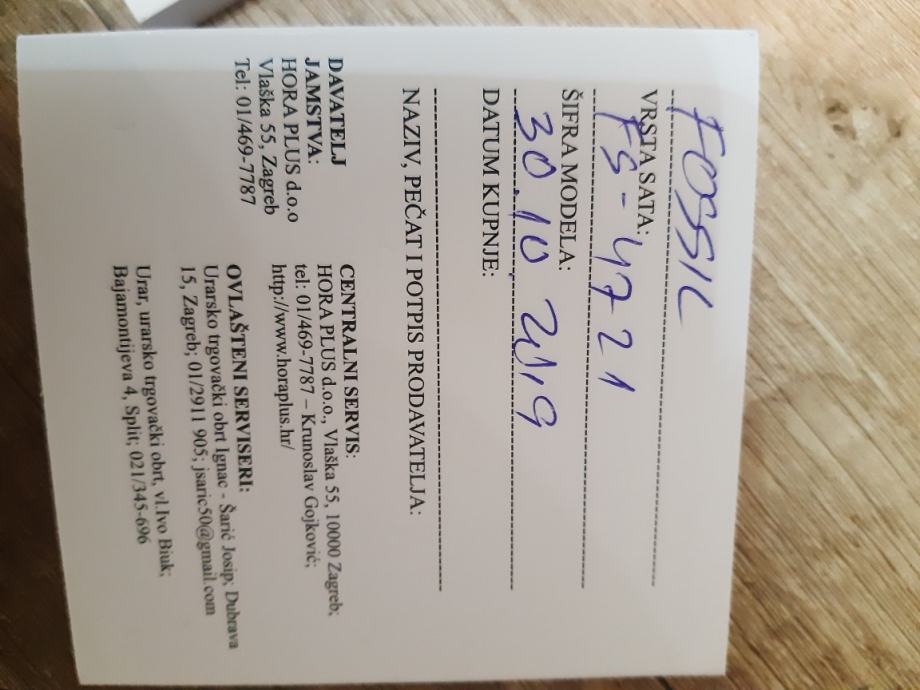 FOSSIL
VRSTA SATA:
FS-4721
ŠIFRA MODELA:
30.10.2019
DATUM KUPNJE:
NAZIV, PEČAT I POTPIS PRODAVATELJA:
DAVATELJ
JAMSTVA:
HORA PLUS d.o.o
Vlaška 55, Zagreb
Tel: 01/469-7787
CENTRALNI SERVIS:
HORA PLUS d.o.o., Vlaška 55, 10000 Zagreb;
tel: 01/469-7787 – Krunoslav Gojković;
http://www.horaplus.hr/
OVLAŠTENI SERVISERI:
Urarsko trgovački obrt Ignac - Šarić Josip; Dubrava
15, Zagreb; 01/2911 905; jsaric50@gmail.com
Urar, urarsko trgovački obrt, vl.Ivo Biuk;
Bajamontijeva 4, Split; 021/345-696